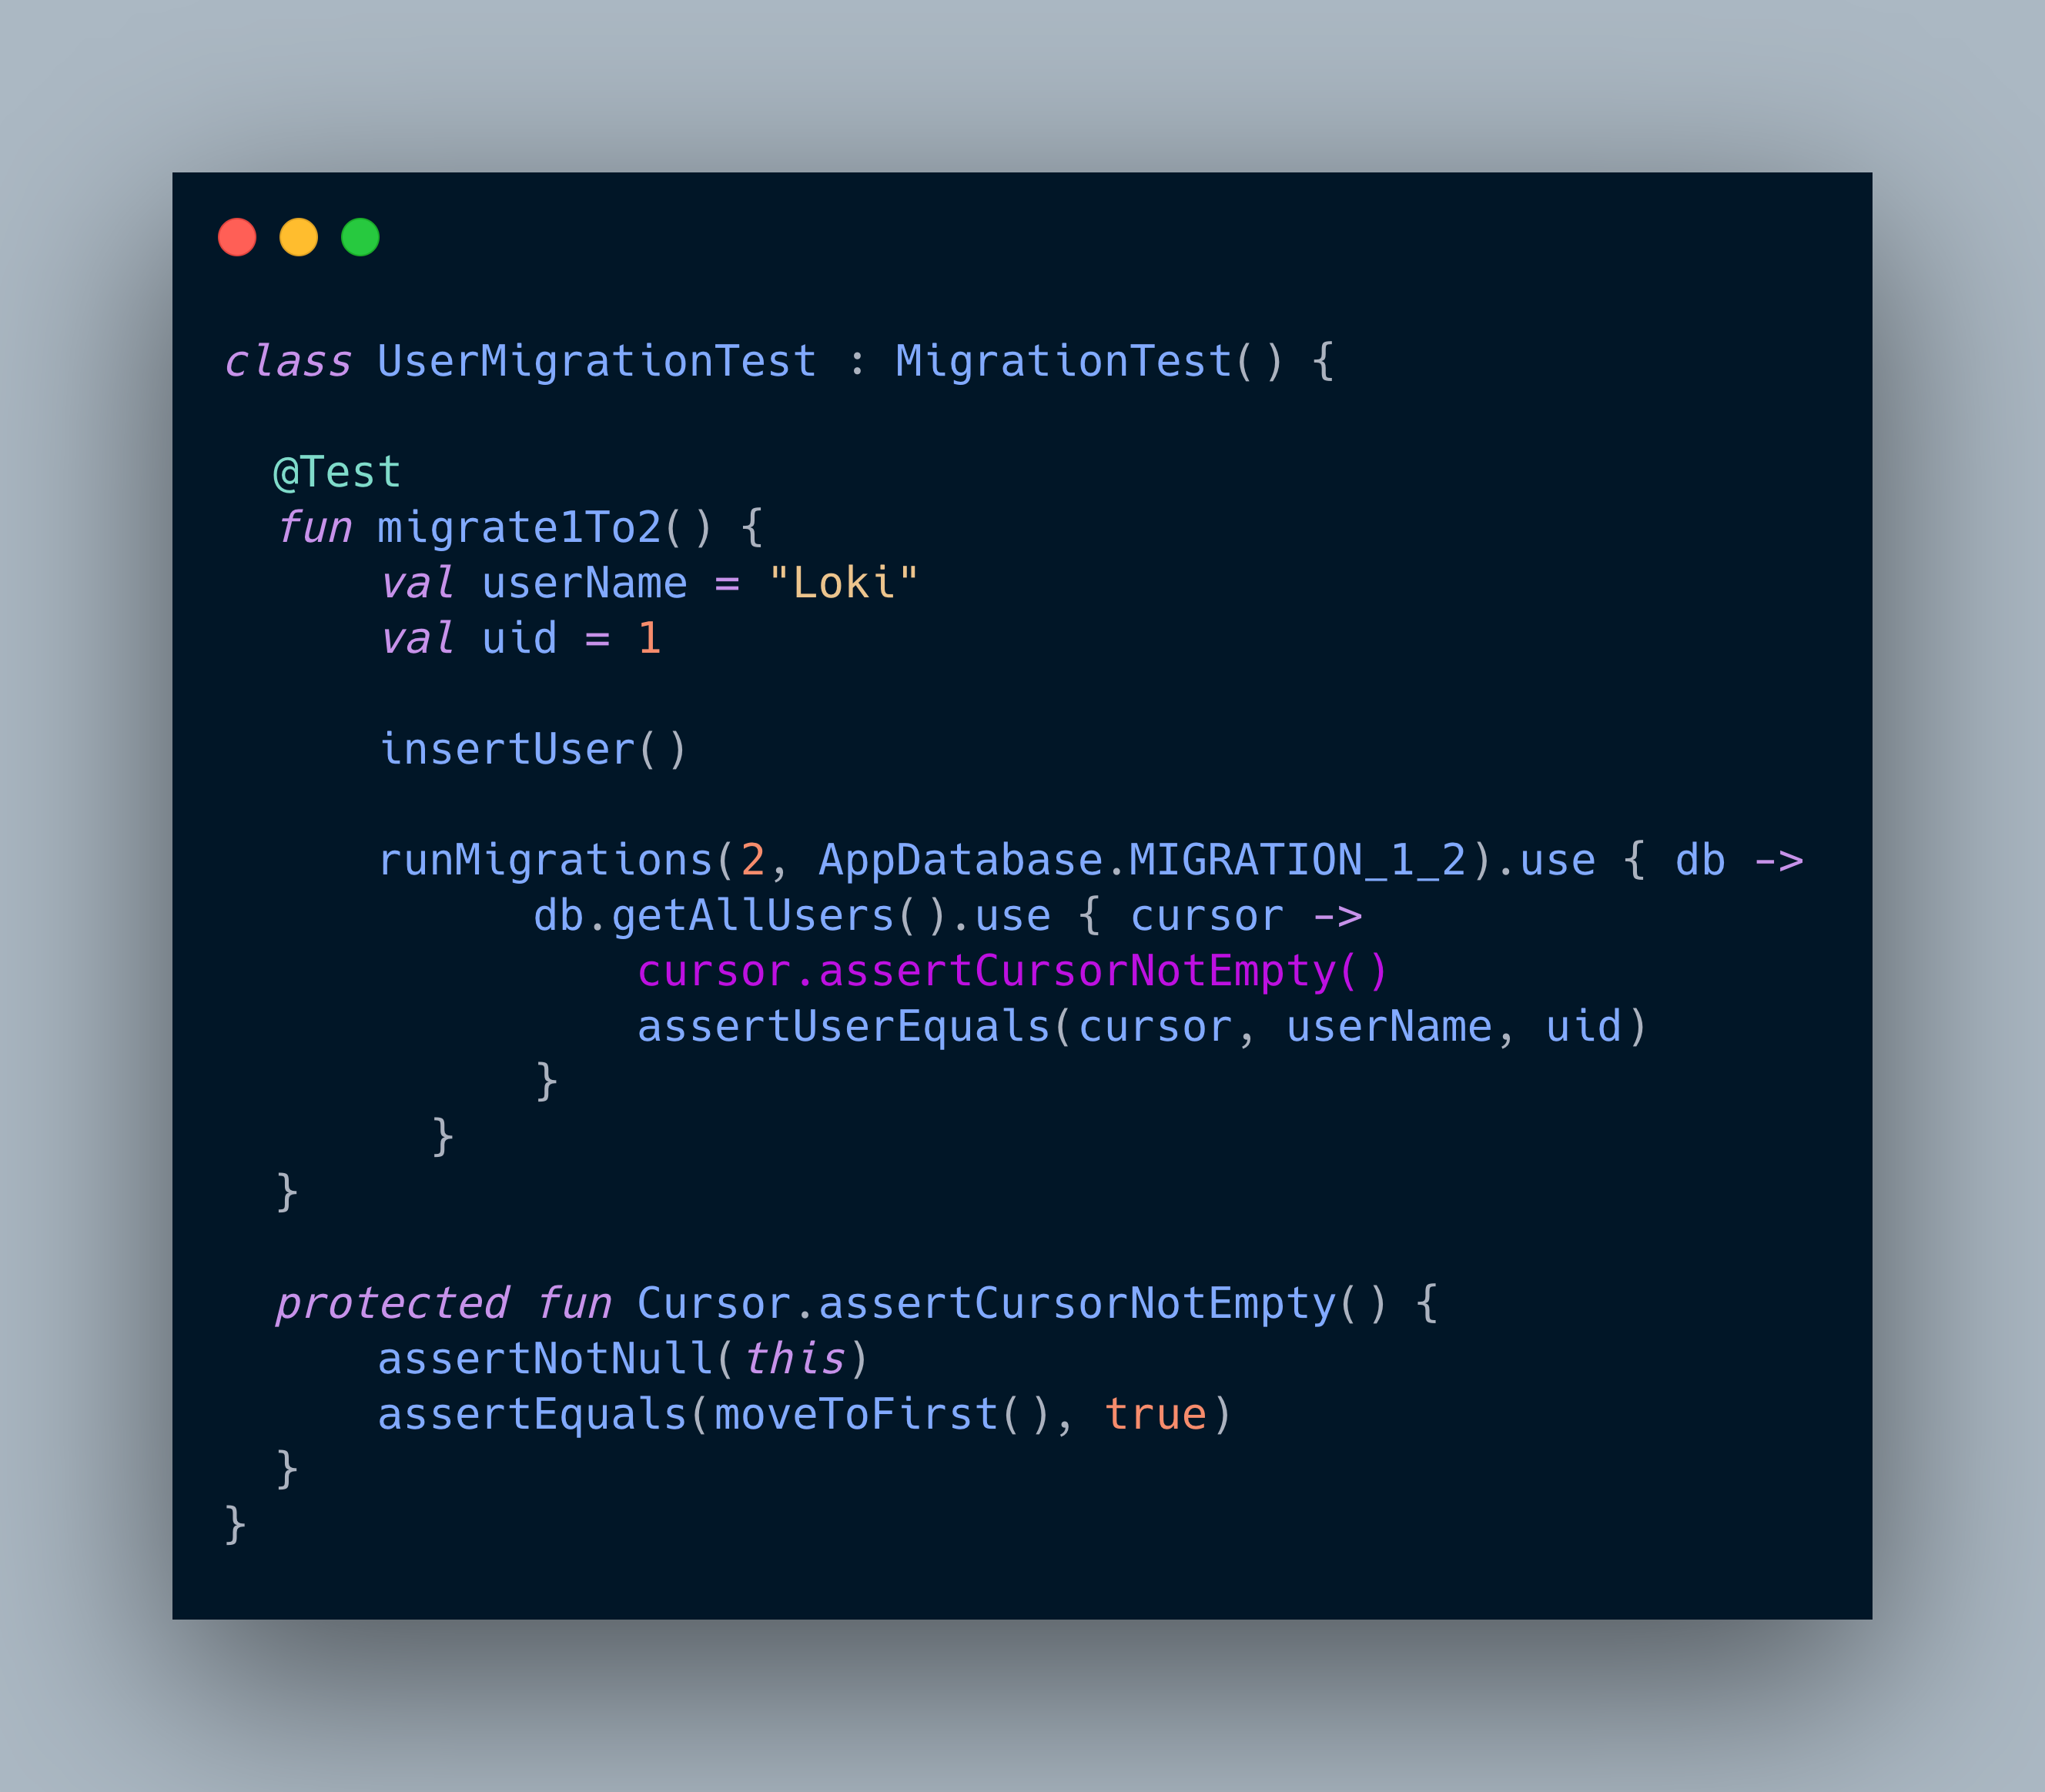 class UserMigrationTest : MigrationTest() {

  @Test
  fun migrate1To2() {
      val userName = "Loki"
      val uid = 1

      insertUser()

      runMigrations(2, AppDatabase.MIGRATION_1_2).use { db ->
            db.getAllUsers().use { cursor ->
                cursor.assertCursorNotEmpty()
                assertUserEquals(cursor, userName, uid)
            }
        }
  }

  protected fun Cursor.assertCursorNotEmpty() {
      assertNotNull(this)
      assertEquals(moveToFirst(), true)
  }
}